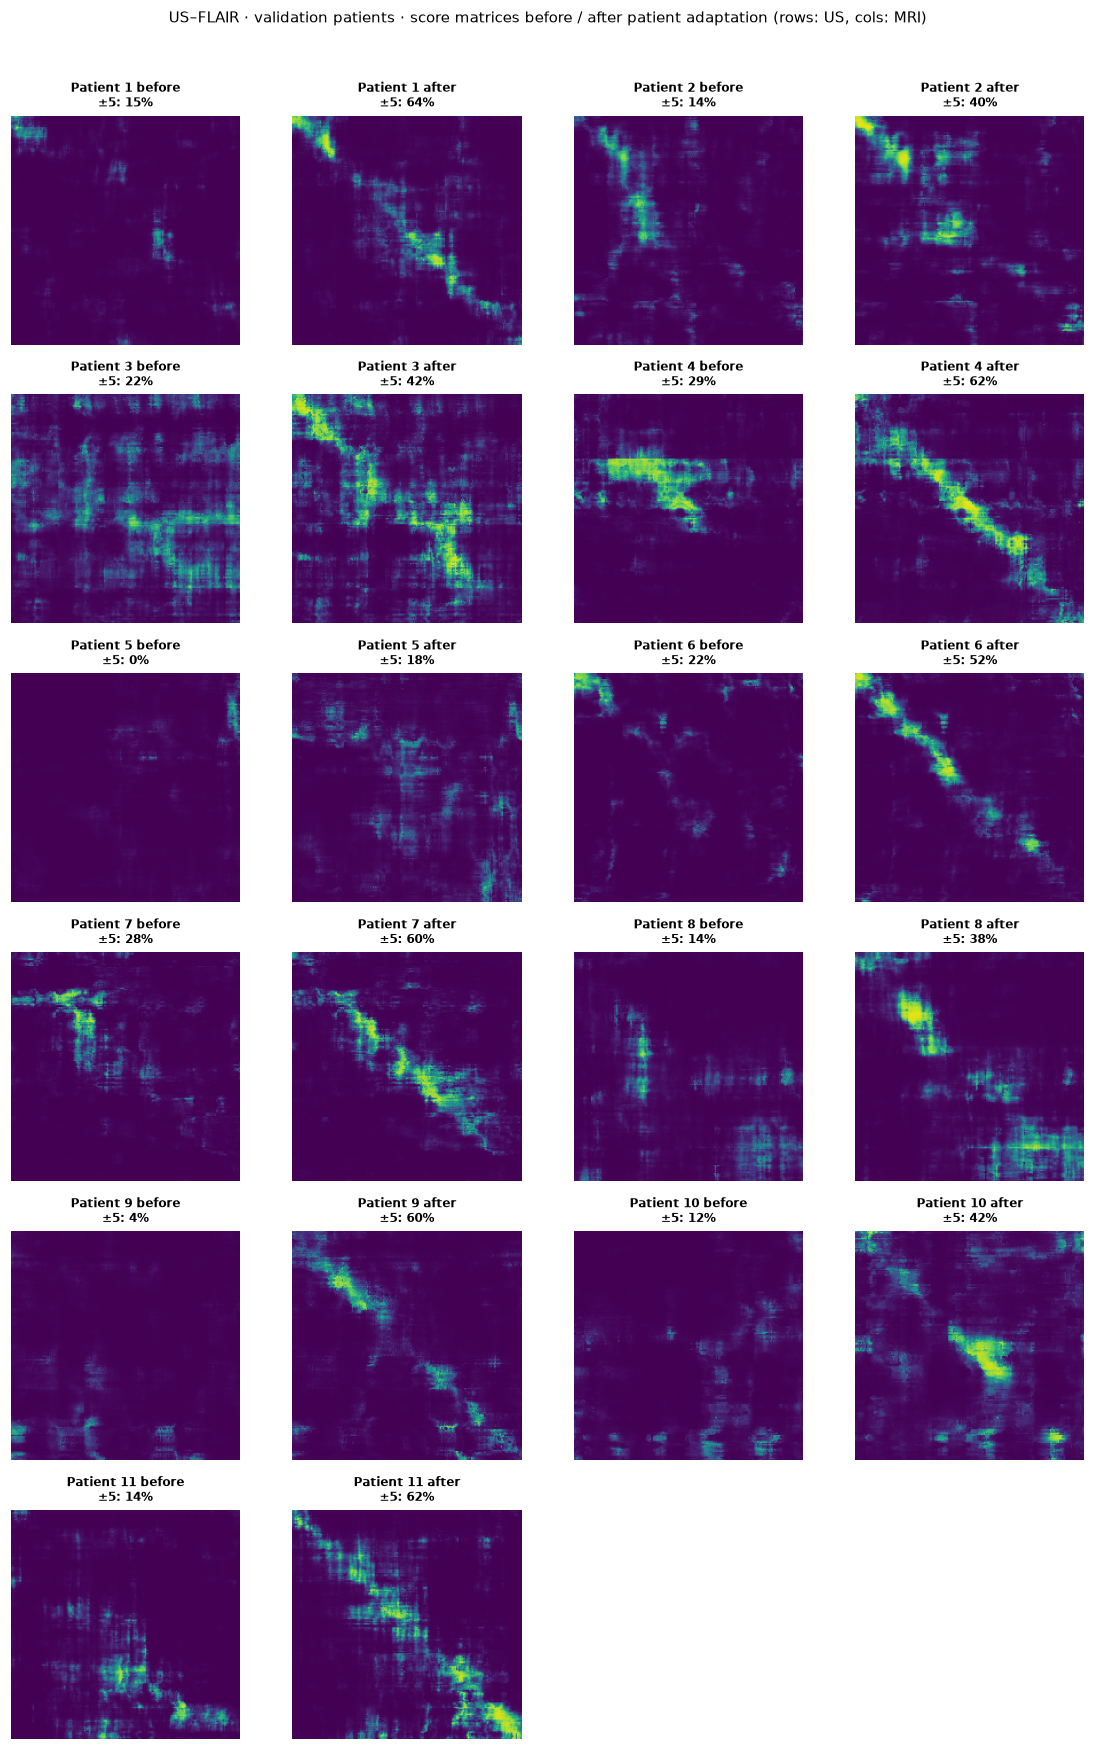 US–FLAIR · validation patients · score matrices before / after patient adaptation (rows: US, cols: MRI)
Patient 1 before
±5: 15%
Patient 1 after
±5: 64%
Patient 2 before
±5: 14%
Patient 2 after
±5: 40%
Patient 3 before
±5: 22%
Patient 3 after
±5: 42%
Patient 4 before
±5: 29%
Patient 4 after
±5: 62%
Patient 5 before
±5: 0%
Patient 5 after
±5: 18%
Patient 6 before
±5: 22%
Patient 6 after
±5: 52%
Patient 7 before
±5: 28%
Patient 7 after
±5: 60%
Patient 8 before
±5: 14%
Patient 8 after
±5: 38%
Patient 9 before
±5: 4%
Patient 9 after
±5: 60%
Patient 10 before
±5: 12%
Patient 10 after
±5: 42%
Patient 11 before
±5: 14%
Patient 11 after
±5: 62%